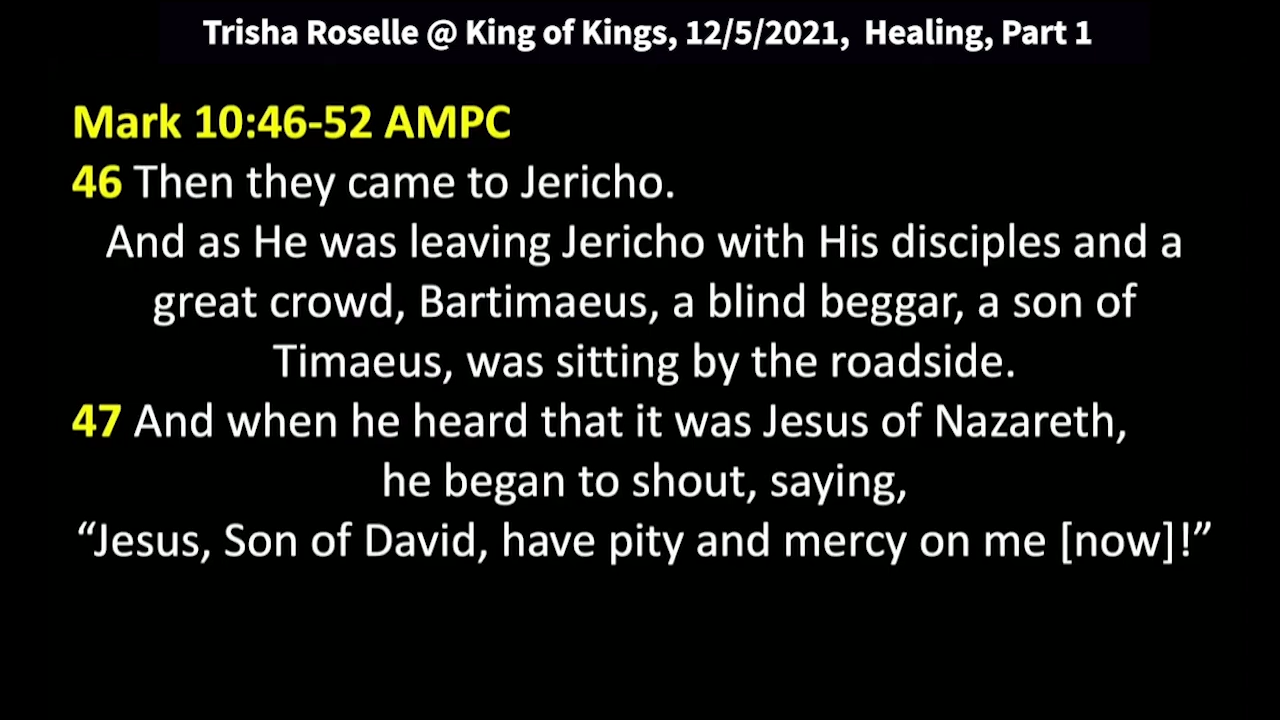 Trisha Roselle @ King of Kings, 12/5/2021, Healing, Part 1
Mark 10:46-52 AMPC
46 Then they came to Jericho.
And as He was leaving Jericho with His disciples and a
great crowd, Bartimaeus, a blind beggar, a son of
Timaeus, was sitting by the roadside.
47 And when he heard that it was Jesus of Nazareth,
he began to shout, saying,
“Jesus, Son of David, have pity and mercy on me [now]!”